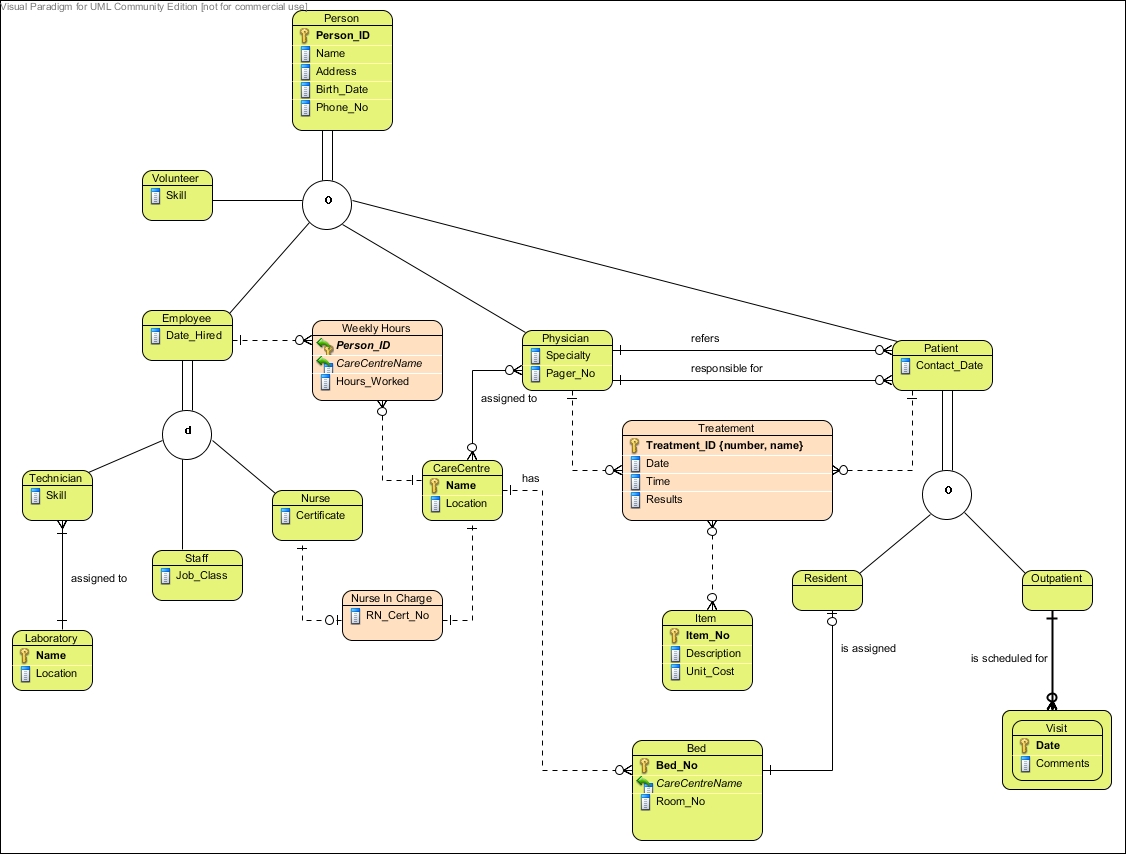 Visual Paradigm for UML Community Edition [not for commercial use]
Person
Person_ID
Name
Address
Birth_Date
Phone_No
Volunteer
Skill
O
Employee
Date_Hired
Weekly Hours
Person_ID
CareCentreName
Hours_Worked
Physician
Specialty
Pager_No
refers
responsible for
Patient
Contact_Date
assigned to
d
Treatement
Treatment_ID {number, name}
Date
Time
Results
Technician
Skill
Nurse
Certificate
CareCentre
Name
Location
has
O
Staff
Job_Class
assigned to
Nurse In Charge
RN_Cert_No
Resident
Outpatient
Laboratory
Name
Location
Item
Item_No
Description
Unit_Cost
is assigned
is scheduled for
Visit
Date
Comments
Bed
Bed_No
CareCentreName
Room_No